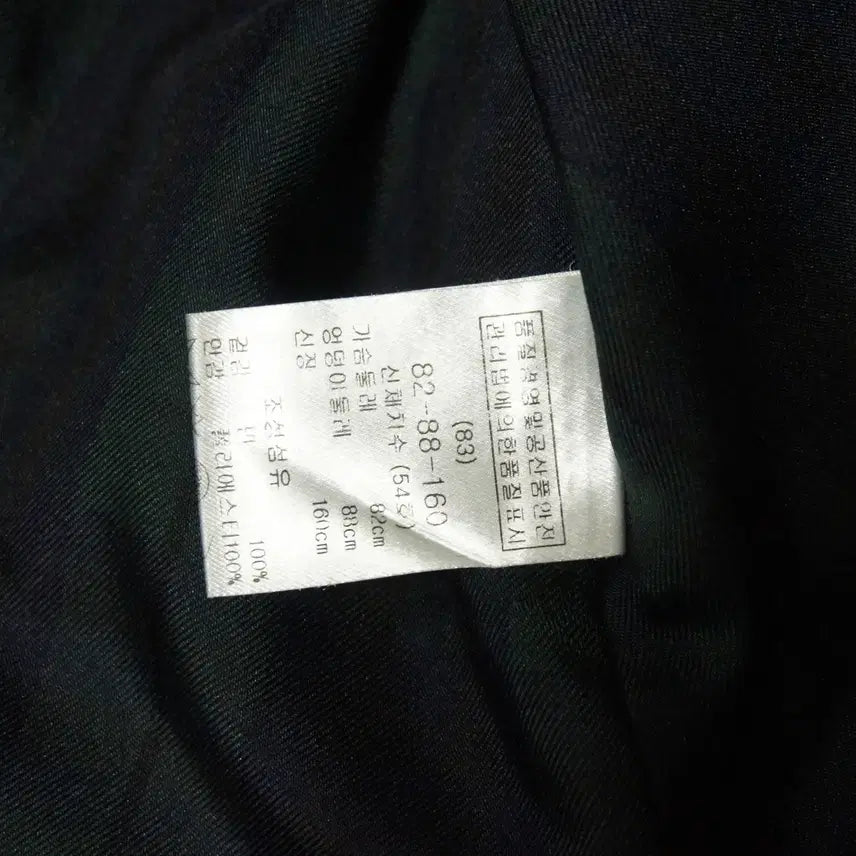 품질경영및공산품안전
관리법에의한품질표시
(83)
82-88-160
신체치수 (54호)
가슴둘레 82cm
엉덩이둘레 88cm
신장 160cm
조성섬유
겉감 100%
안감 폴리에스터100%